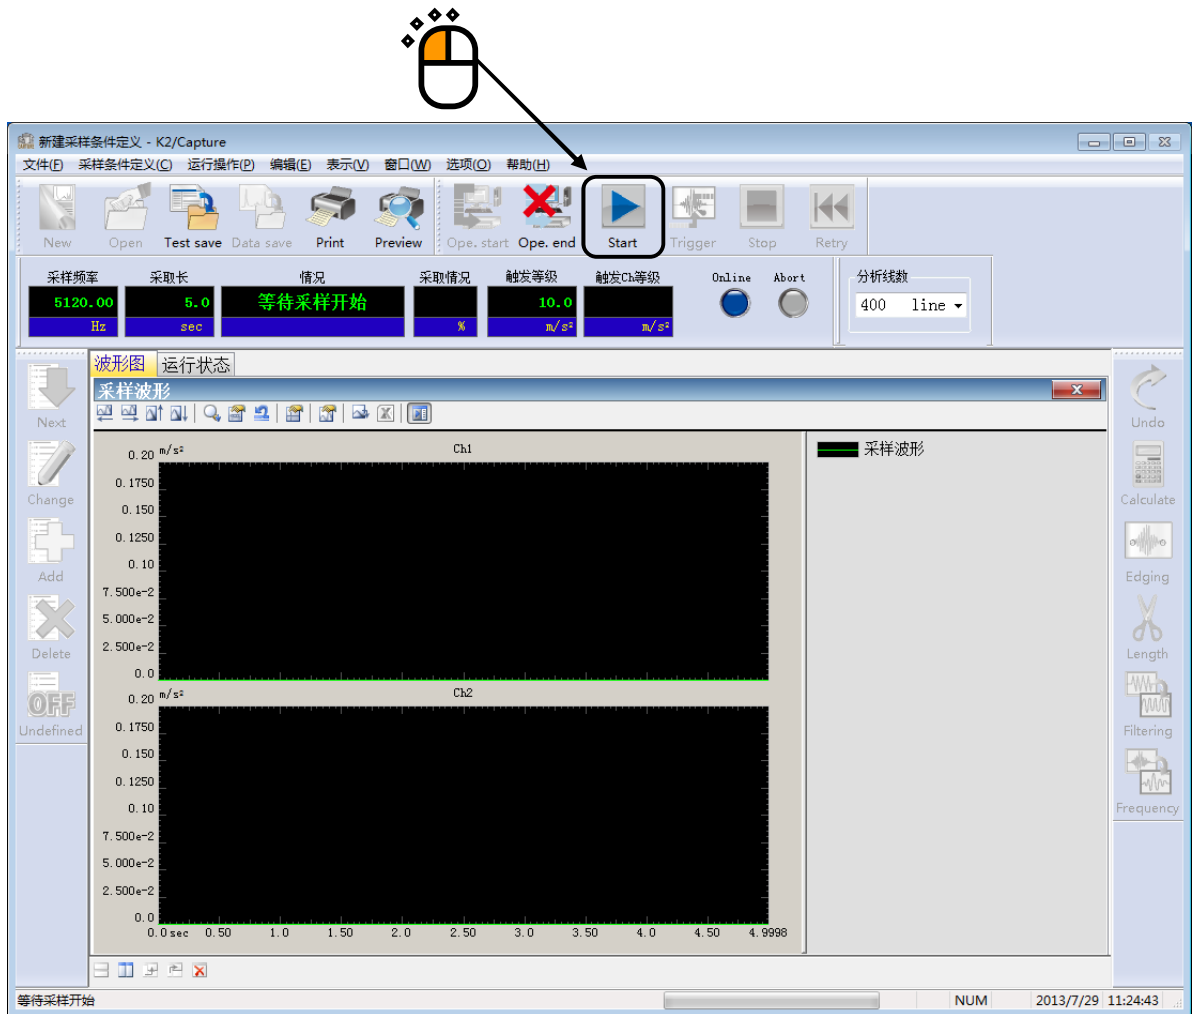 新建采样条件定义 - K2/Capture
文件(F) 采样条件定义(C) 运行操作(P) 编辑(E) 表示(V) 窗口(W) 选项(O) 帮助(H)
New Open Test save Data save Print Preview Ope. start Ope. end Start Trigger Stop Retry
采样频率 采取长 情况 采取情况 触发等级 触发Ch等级 Online Abort 分析线数
5120.00 5.0 等待采样开始 10.0 400 line
Hz sec % m/s² m/s²
波形图 运行状态
采样波形
Next
Change
Add
Delete
OFF
Undefined
m/s² Ch1
0.20
0.1750
0.150
0.1250
0.10
7.500e-2
5.000e-2
2.500e-2
0.0
m/s² Ch2
0.20
0.1750
0.150
0.1250
0.10
7.500e-2
5.000e-2
2.500e-2
0.0
0.0sec 0.50 1.0 1.50 2.0 2.50 3.0 3.50 4.0 4.50 4.9998
采样波形
Undo
Calculate
Edging
Length
Filtering
Frequency
等待采样开始 NUM 2013/7/29 11:24:43